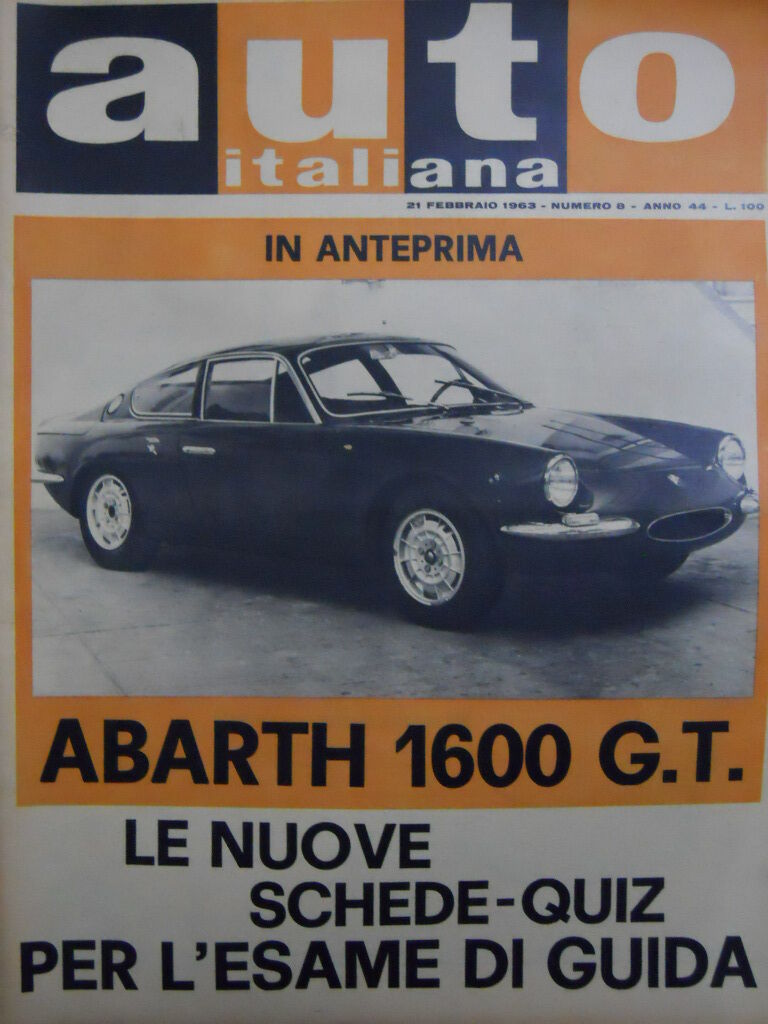 auto
italiana
21 FEBBRAIO 1963 - NUMERO 8 - ANNO 44 - L. 100
IN ANTEPRIMA
ABARTH 1600 G.T.
LE NUOVE
SCHEDE-QUIZ
PER L'ESAME DI GUIDA